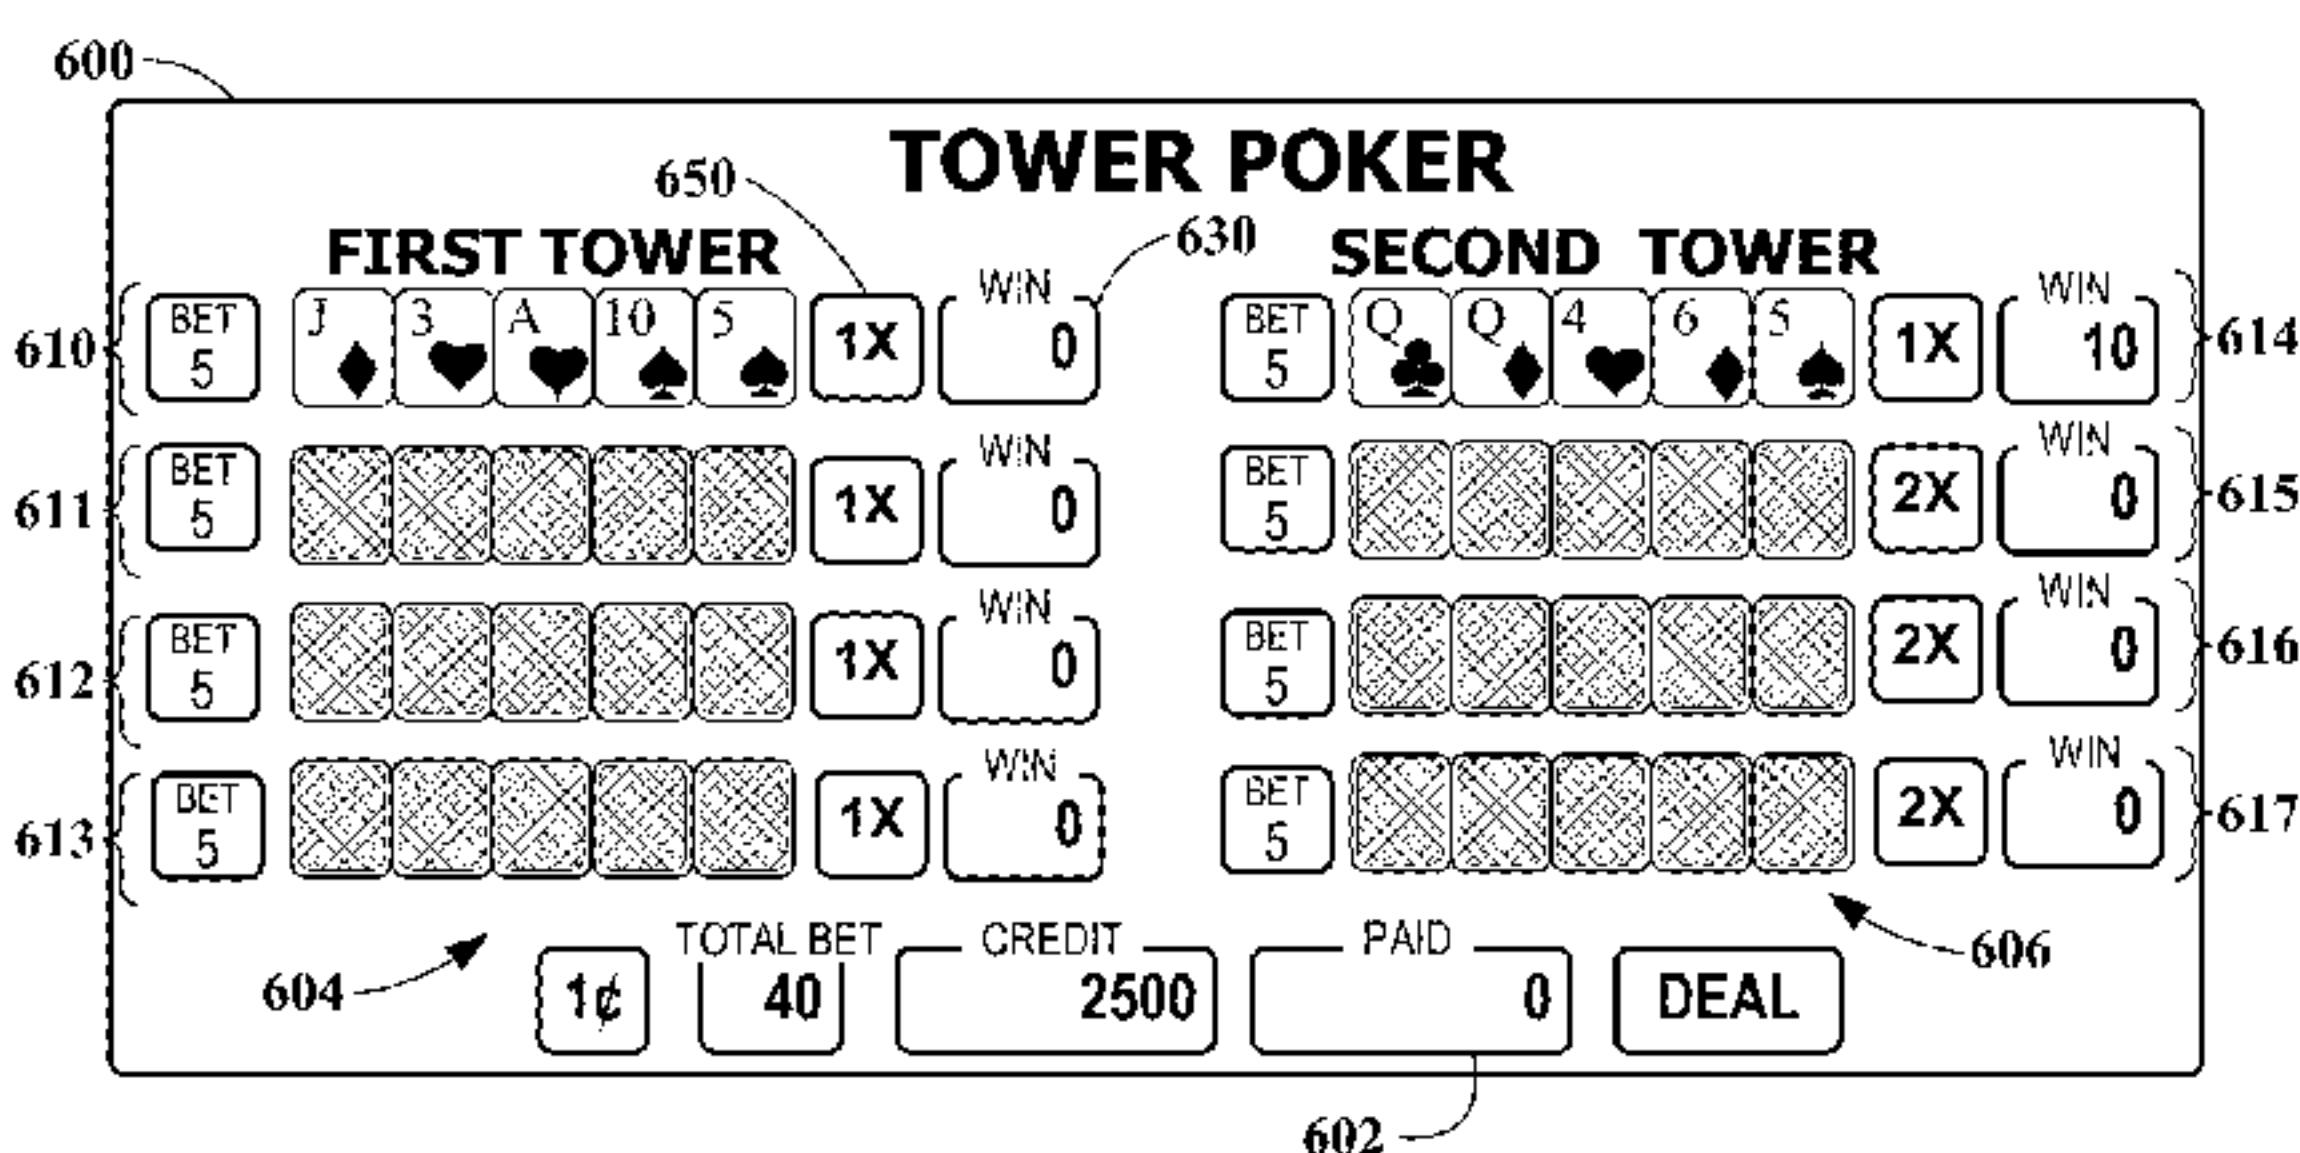 600
TOWER POKER
650
630
FIRST TOWER
SECOND TOWER
610
BET
5
J
3
A
10
5
1X
WIN
0
BET
5
Q
Q
4
6
5
1X
WIN
10
614
611
BET
5
1X
WIN
0
BET
5
2X
WIN
0
615
612
BET
5
1X
WIN
0
BET
5
2X
WIN
0
616
613
BET
5
1X
WIN
0
BET
5
2X
WIN
0
617
604
1¢
TOTAL BET
40
CREDIT
2500
PAID
0
DEAL
606
602